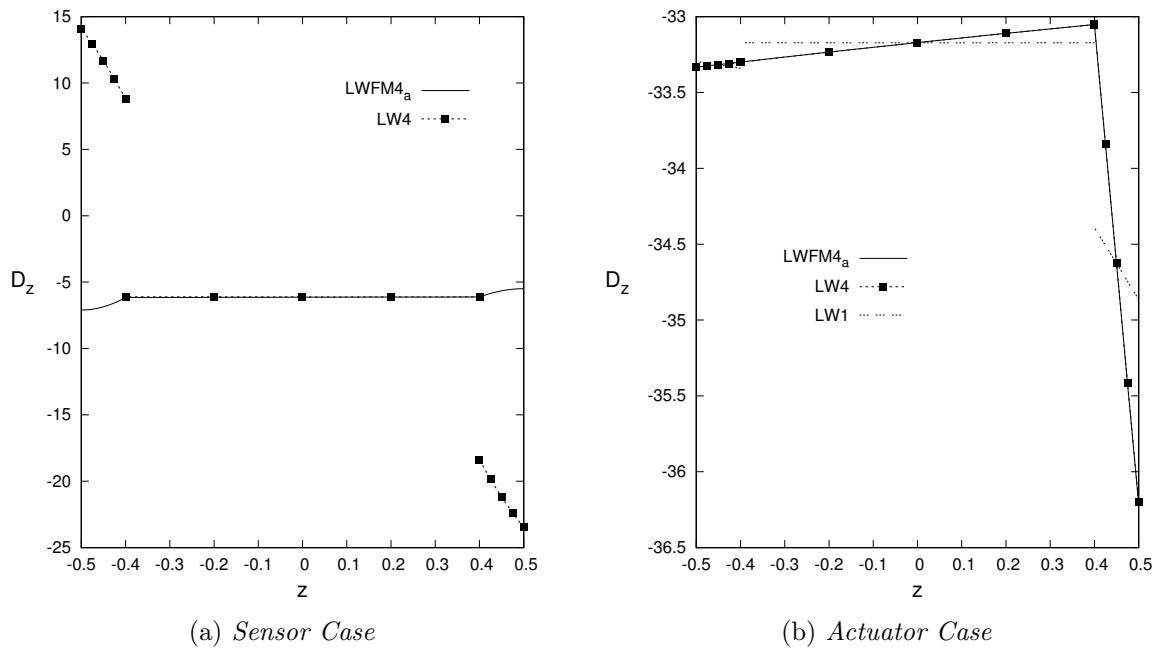 15
10
5
0
-5
-10
-15
-20
-25
D_z
-0.5 -0.4 -0.3 -0.2 -0.1 0 0.1 0.2 0.3 0.4 0.5
z
LWFM4_a
LW4
(a) Sensor Case
-33
-33.5
-34
-34.5
-35
-35.5
-36
-36.5
D_z
-0.5 -0.4 -0.3 -0.2 -0.1 0 0.1 0.2 0.3 0.4 0.5
z
LWFM4_a
LW4
LW1
(b) Actuator Case